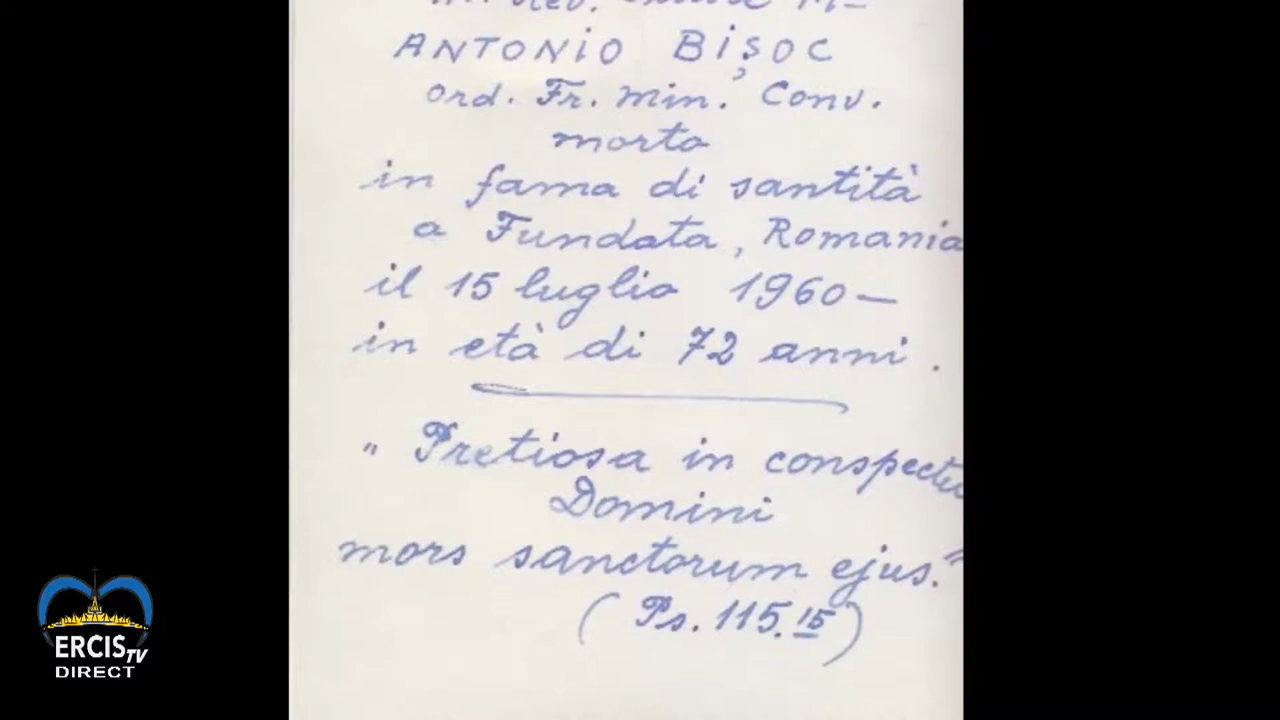 ANTONIO BIȘOC
Ord. Fr. Min. Conv.
morto
in fama di santità
a Fundata, Romania
il 15 luglio 1960 —
in età di 72 anni.
" Pretiosa in conspectu
Domini
mors sanctorum ejus."
(Ps. 115.15)
ERCIS TV
DIRECT